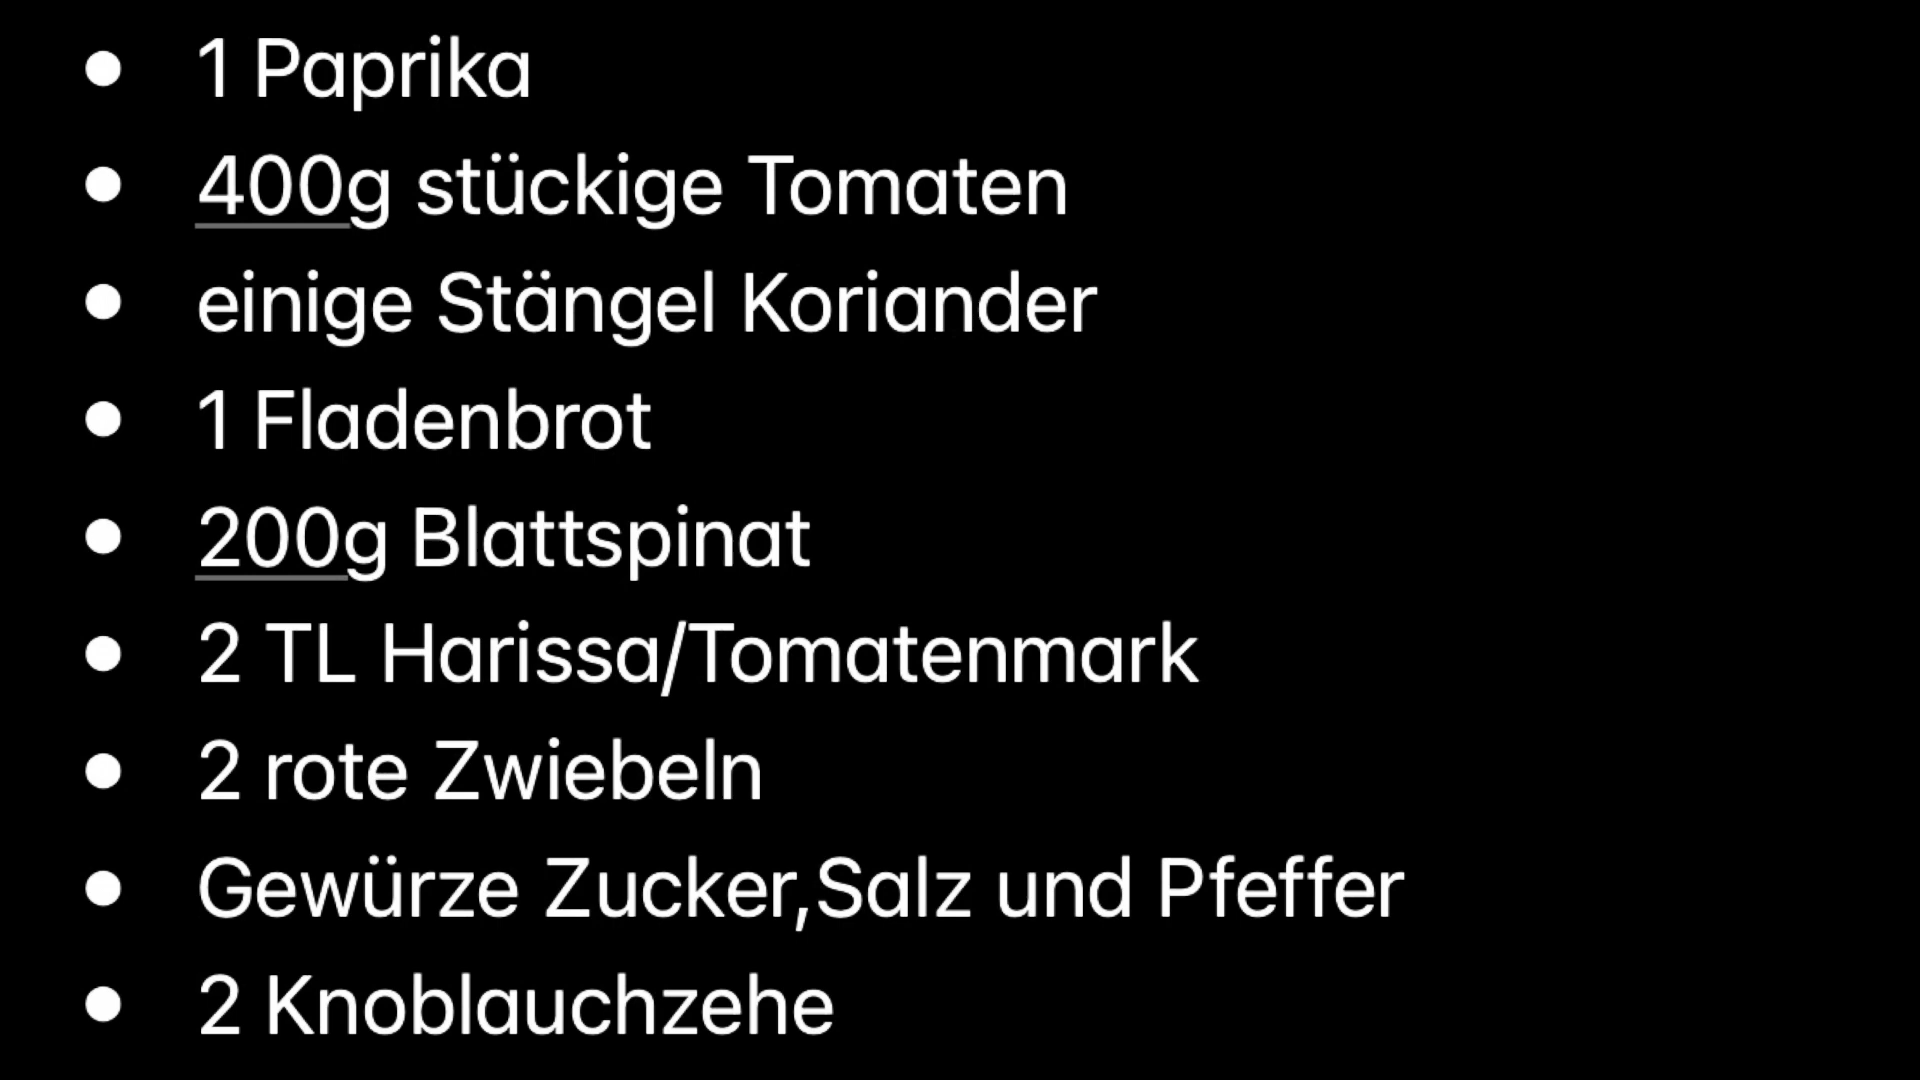 • 1 Paprika
• 400g stückige Tomaten
• einige Stängel Koriander
• 1 Fladenbrot
• 200g Blattspinat
• 2 TL Harissa/Tomatenmark
• 2 rote Zwiebeln
• Gewürze Zucker,Salz und Pfeffer
• 2 Knoblauchzehe